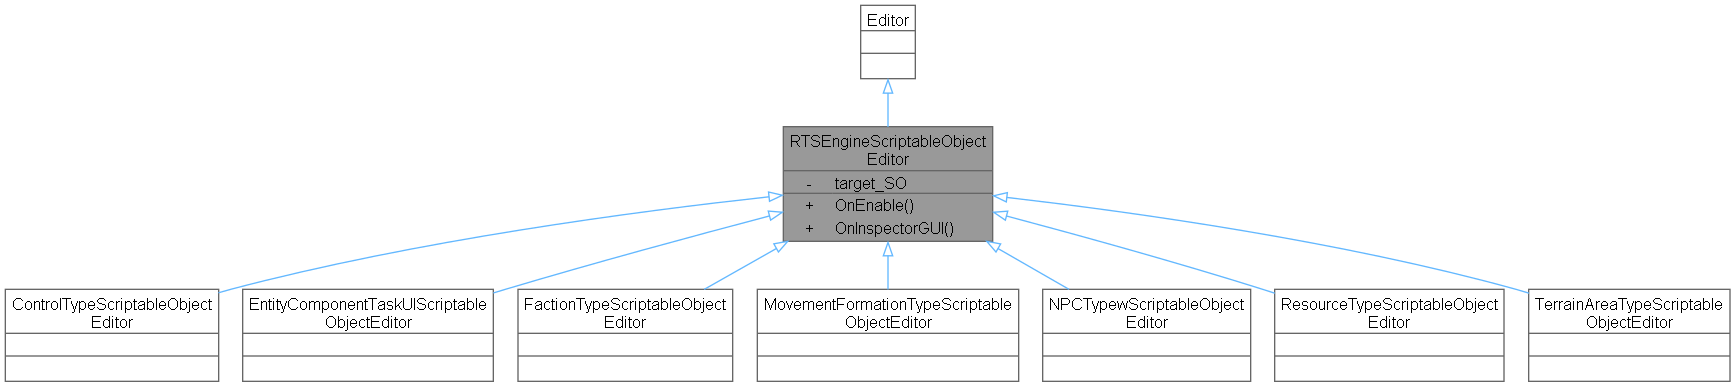 Editor
RTSEngineScriptableObject
Editor
- target_SO
+ OnEnable()
+ OnInspectorGUI()
ControlTypeScriptableObject
Editor
EntityComponentTaskUIScriptable
ObjectEditor
FactionTypeScriptableObject
Editor
MovementFormationTypeScriptable
ObjectEditor
NPCTypewScriptableObject
Editor
ResourceTypeScriptableObject
Editor
TerrainAreaTypeScriptable
ObjectEditor